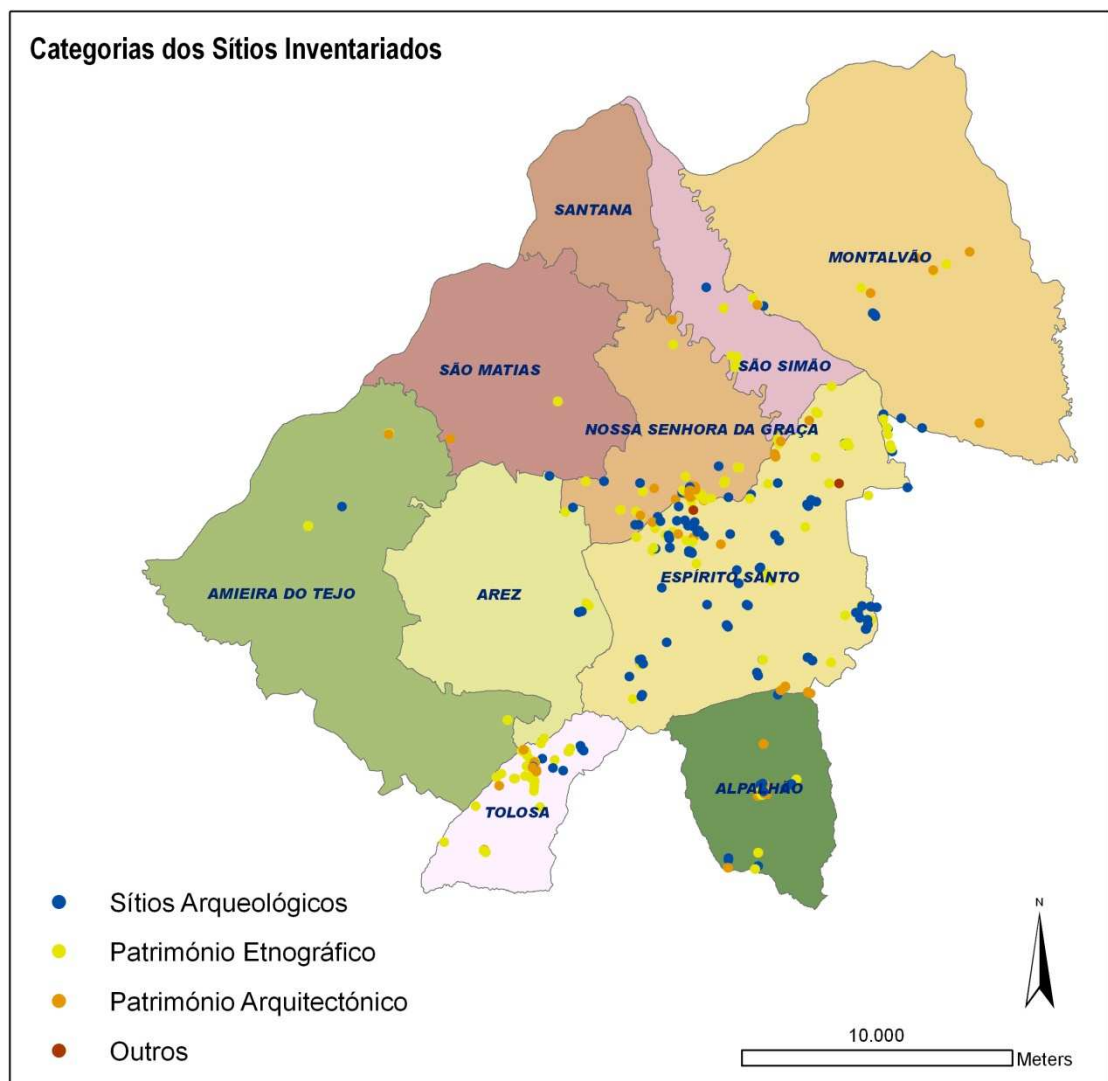 Categorias dos Sítios Inventariados
SANTANA
MONTALVÃO
SÃO MATIAS
SÃO SIMÃO
NOSSA SENHORA DA GRAÇA
ESPÍRITO SANTO
AMIEIRA DO TEJO
AREZ
ALPALHÃO
TOLOSA
Sítios Arqueológicos
Património Etnográfico
Património Arquitectónico
Outros
N
10.000
Meters